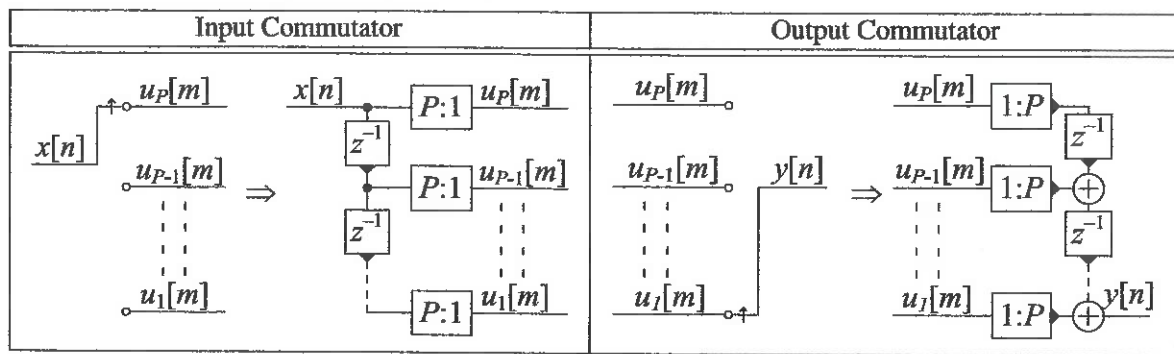 Input Commutator
Output Commutator
x[n]
u_P[m]
u_{P-1}[m]
u_1[m]
⇒
x[n]
P:1
u_P[m]
z^{-1}
P:1
u_{P-1}[m]
z^{-1}
P:1
u_1[m]
u_P[m]
u_{P-1}[m]
u_1[m]
y[n]
⇒
u_P[m]
1:P
z^{-1}
u_{P-1}[m]
1:P
+
z^{-1}
u_1[m]
1:P
+
y[n]